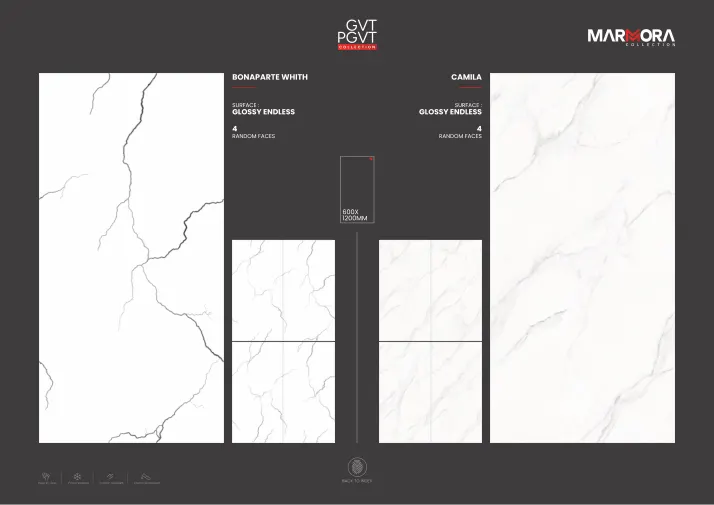 GVT
PGVT
COLLECTION
MARMORA
COLLECTION
BONAPARTE WHITH
SURFACE :
GLOSSY ENDLESS
4
RANDOM FACES
CAMILA
SURFACE :
GLOSSY ENDLESS
4
RANDOM FACES
600X
1200MM
BACK TO INDEX